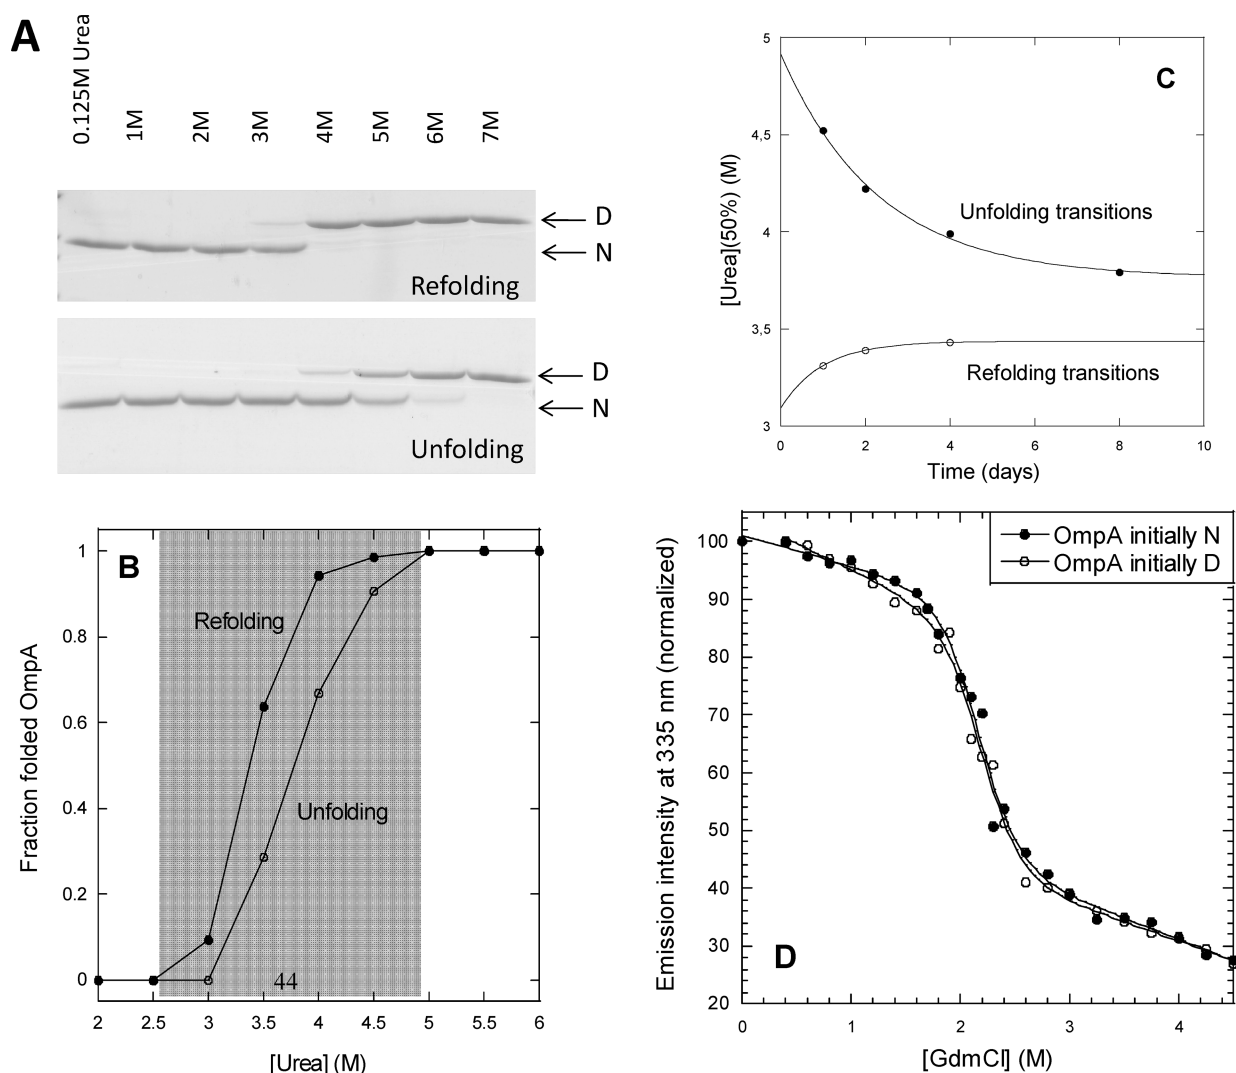 A
0.125M Urea
1M
2M
3M
4M
5M
6M
7M
D
N
Refolding
D
N
Unfolding
B
Refolding
Unfolding
44
Fraction folded OmpA
1
0.8
0.6
0.4
0.2
0
2
2.5
3
3.5
4
4.5
5
5.5
6
[Urea] (M)
C
[Urea](50%) (M)
5
4,5
4
3,5
3
Unfolding transitions
Refolding transitions
0
2
4
6
8
10
Time (days)
OmpA initially N
OmpA initially D
Emission intensity at 335 nm (normalized)
100
90
80
70
60
50
40
30
20
D
0
1
2
3
4
[GdmCl] (M)